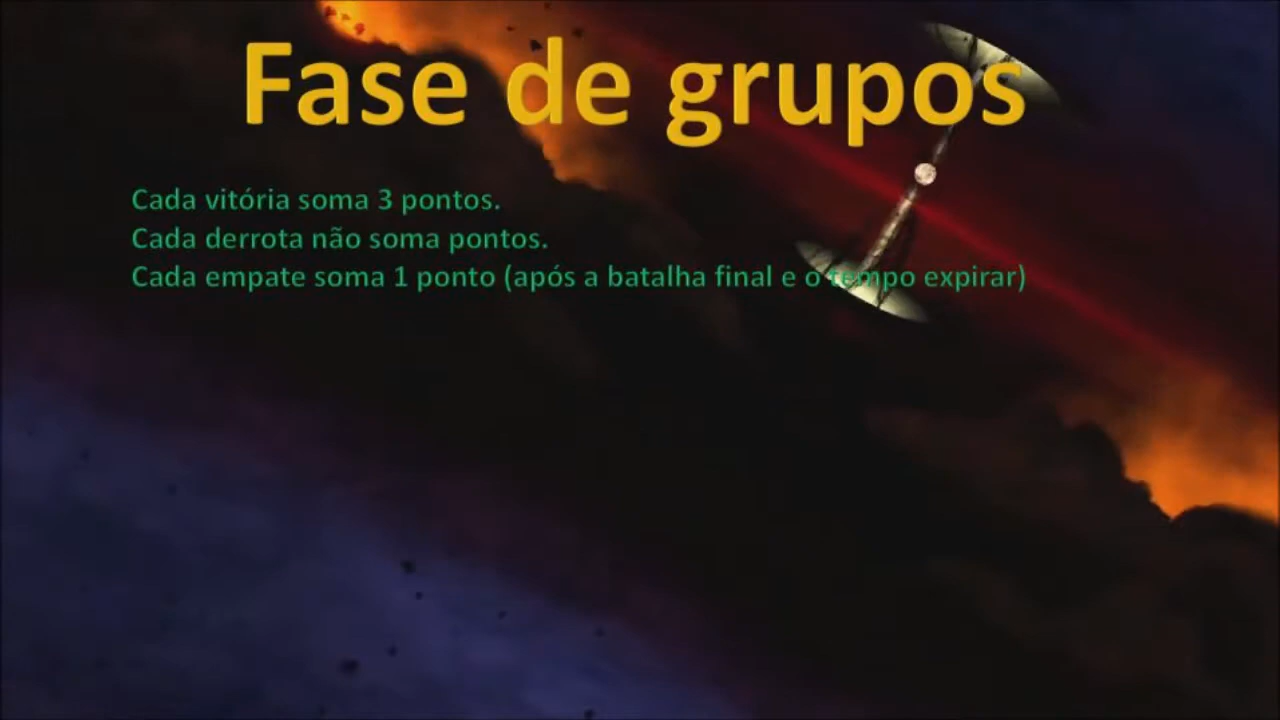 Fase de grupos
Cada vitória soma 3 pontos.
Cada derrota não soma pontos.
Cada empate soma 1 ponto (após a batalha final e o tempo expirar)